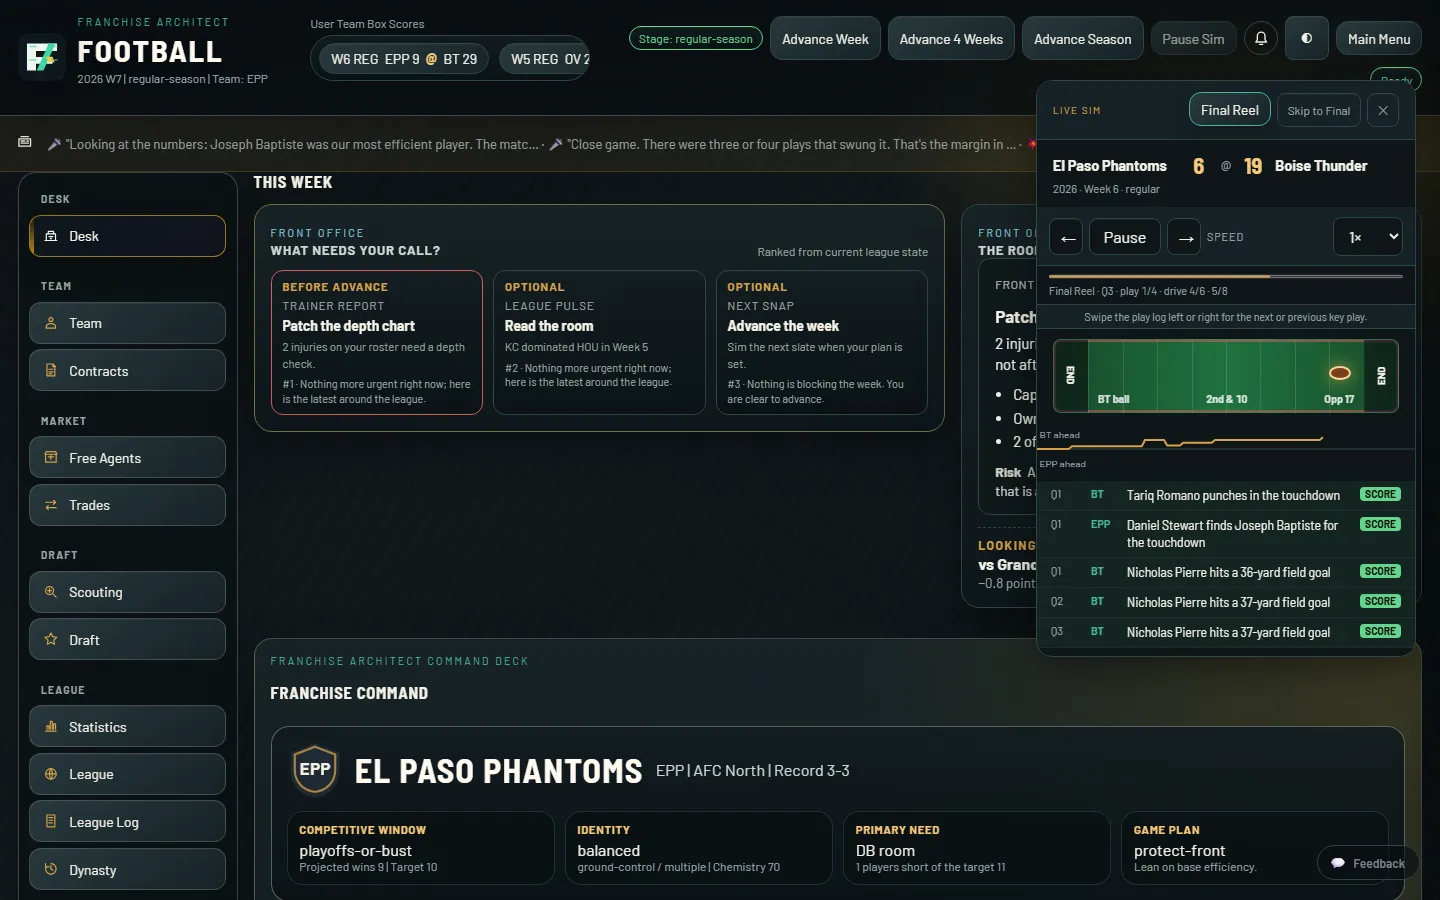 FRANCHISE ARCHITECT
FOOTBALL
2026 W7 | regular-season | Team: EPP
User Team Box Scores
W6 REG EPP 9 @ BT 29
W5 REG OV 2
Stage: regular-season
Advance Week
Advance 4 Weeks
Advance Season
Pause Sim
Main Menu
Ready
"Looking at the numbers: Joseph Baptiste was our most efficient player. The matc... · "Close game. There were three or four plays that swung it. That's the margin in ... ·
DESK
Desk
TEAM
Team
Contracts
MARKET
Free Agents
Trades
DRAFT
Scouting
Draft
LEAGUE
Statistics
League
League Log
Dynasty
THIS WEEK
FRONT OFFICE
WHAT NEEDS YOUR CALL?
Ranked from current league state
BEFORE ADVANCE
TRAINER REPORT
Patch the depth chart
2 injuries on your roster need a depth
check.
#1 · Nothing more urgent right now; here
is the latest around the league.
OPTIONAL
LEAGUE PULSE
Read the room
KC dominated HOU in Week 5
#2 · Nothing more urgent right now;
here is the latest around the league.
OPTIONAL
NEXT SNAP
Advance the week
Sim the next slate when your plan is
set.
#3 · Nothing is blocking the week. You
are clear to advance.
FRONT O
THE ROO
FRONT
Patch
2 injuri
not aft
• Cap
• Own
• 2 of
Risk A
that is
LOOKING
vs Grand
−0.8 point
LIVE SIM
Final Reel
Skip to Final
×
El Paso Phantoms 6 @ 19 Boise Thunder
2026 · Week 6 · regular
←
Pause
→
SPEED
1×
Final Reel · Q3 · play 1/4 · drive 4/6 · 5/8
Swipe the play log left or right for the next or previous key play.
END
BT ball
2nd & 10
Opp 17
END
BT ahead
EPP ahead
Q1 BT Tariq Romano punches in the touchdown SCORE
Q1 EPP Daniel Stewart finds Joseph Baptiste for SCORE
the touchdown
Q1 BT Nicholas Pierre hits a 36-yard field goal SCORE
Q2 BT Nicholas Pierre hits a 37-yard field goal SCORE
Q3 BT Nicholas Pierre hits a 37-yard field goal SCORE
FRANCHISE ARCHITECT COMMAND DECK
FRANCHISE COMMAND
EPP
EL PASO PHANTOMS
EPP | AFC North | Record 3-3
COMPETITIVE WINDOW
playoffs-or-bust
Projected wins 9 | Target 10
IDENTITY
balanced
ground-control / multiple | Chemistry 70
PRIMARY NEED
DB room
1 players short of the target 11
GAME PLAN
protect-front
Lean on base efficiency.
Feedback